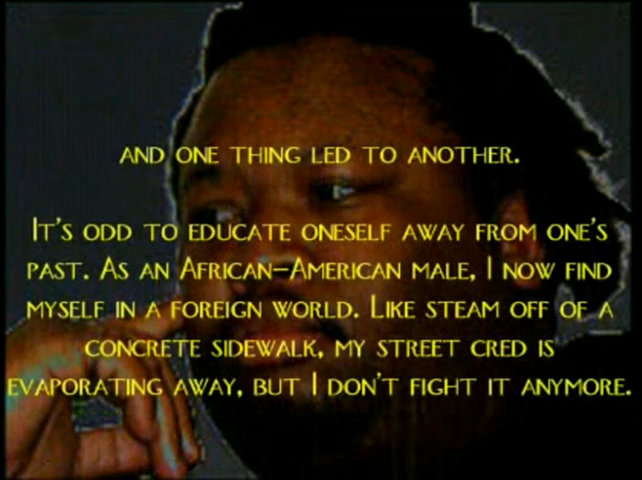 AND ONE THING LED TO ANOTHER.
IT'S ODD TO EDUCATE ONESELF AWAY FROM ONE'S
PAST. AS AN AFRICAN-AMERICAN MALE, I NOW FIND
MYSELF IN A FOREIGN WORLD. LIKE STEAM OFF OF A
CONCRETE SIDEWALK, MY STREET CRED IS
EVAPORATING AWAY, BUT I DON'T FIGHT IT ANYMORE.